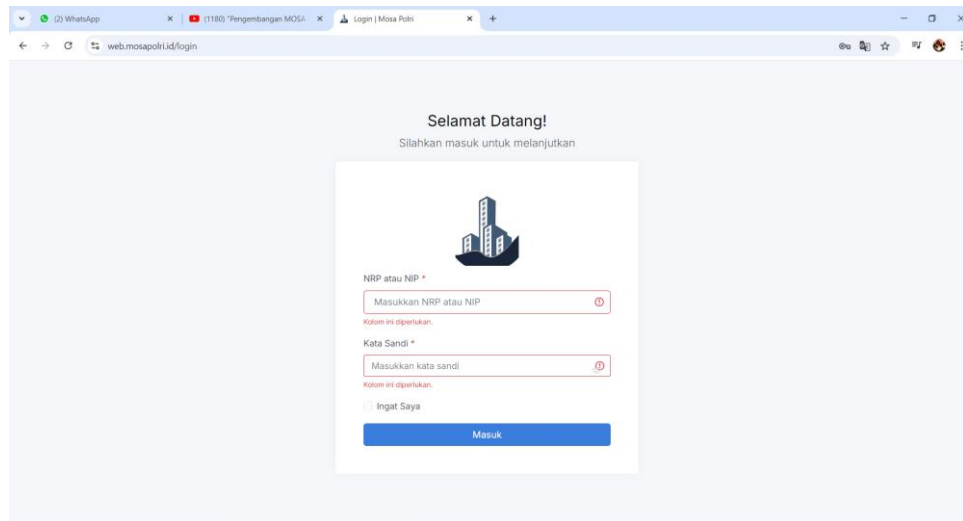 (2) WhatsApp
(1180) "Pengembangan MOSA
Login | Mosa Polri
web.mosapolri.id/login
Selamat Datang!
Silahkan masuk untuk melanjutkan
NRP atau NIP *
Masukkan NRP atau NIP
Kolom ini diperlukan.
Kata Sandi *
Masukkan kata sandi
Kolom ini diperlukan.
Ingat Saya
Masuk